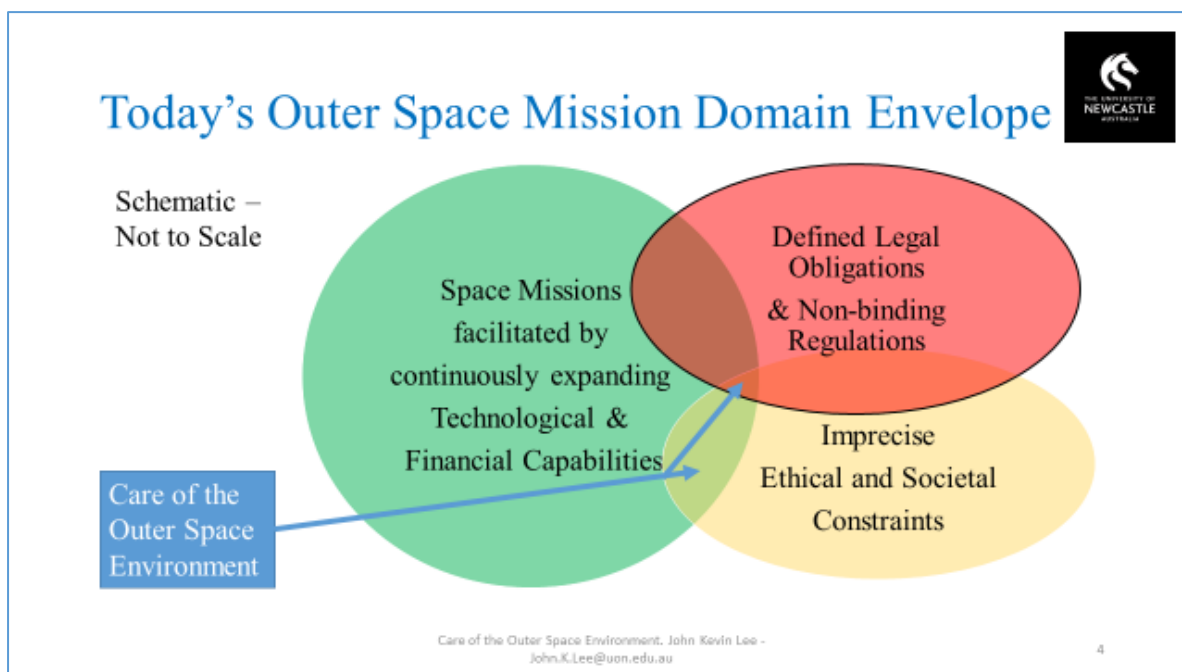 Today’s Outer Space Mission Domain Envelope
THE UNIVERSITY OF
NEWCASTLE
AUSTRALIA
Schematic –
Not to Scale
Space Missions
facilitated by
continuously expanding
Technological &
Financial Capabilities
Defined Legal
Obligations
& Non-binding
Regulations
Imprecise
Ethical and Societal
Constraints
Care of the
Outer Space
Environment
Care of the Outer Space Environment. John Kevin Lee -
John.K.Lee@uon.edu.au
4